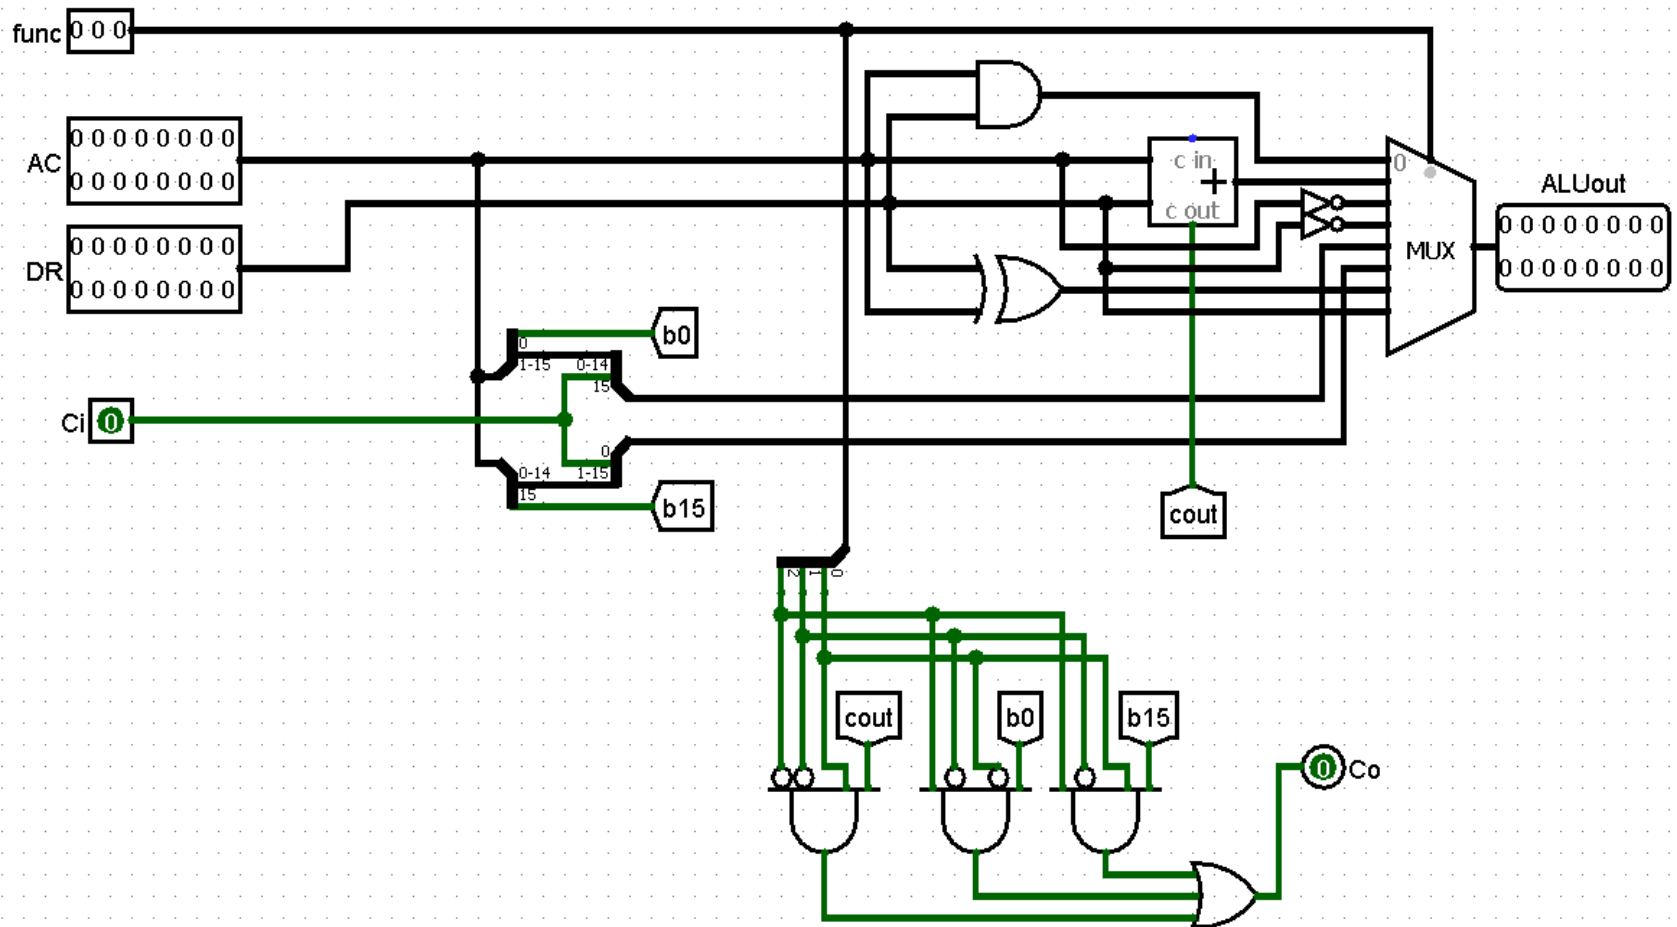 func 0 0 0
AC 0 0 0 0 0 0 0 0
0 0 0 0 0 0 0 0
DR 0 0 0 0 0 0 0 0
0 0 0 0 0 0 0 0
c in
+
c out
0
MUX
ALUout
0 0 0 0 0 0 0 0
0 0 0 0 0 0 0 0
b0
0
1-15 0-14
15
Ci 0
0
0-14 1-15
15
b15
cout
2 1 0
cout b0 b15
0 Co